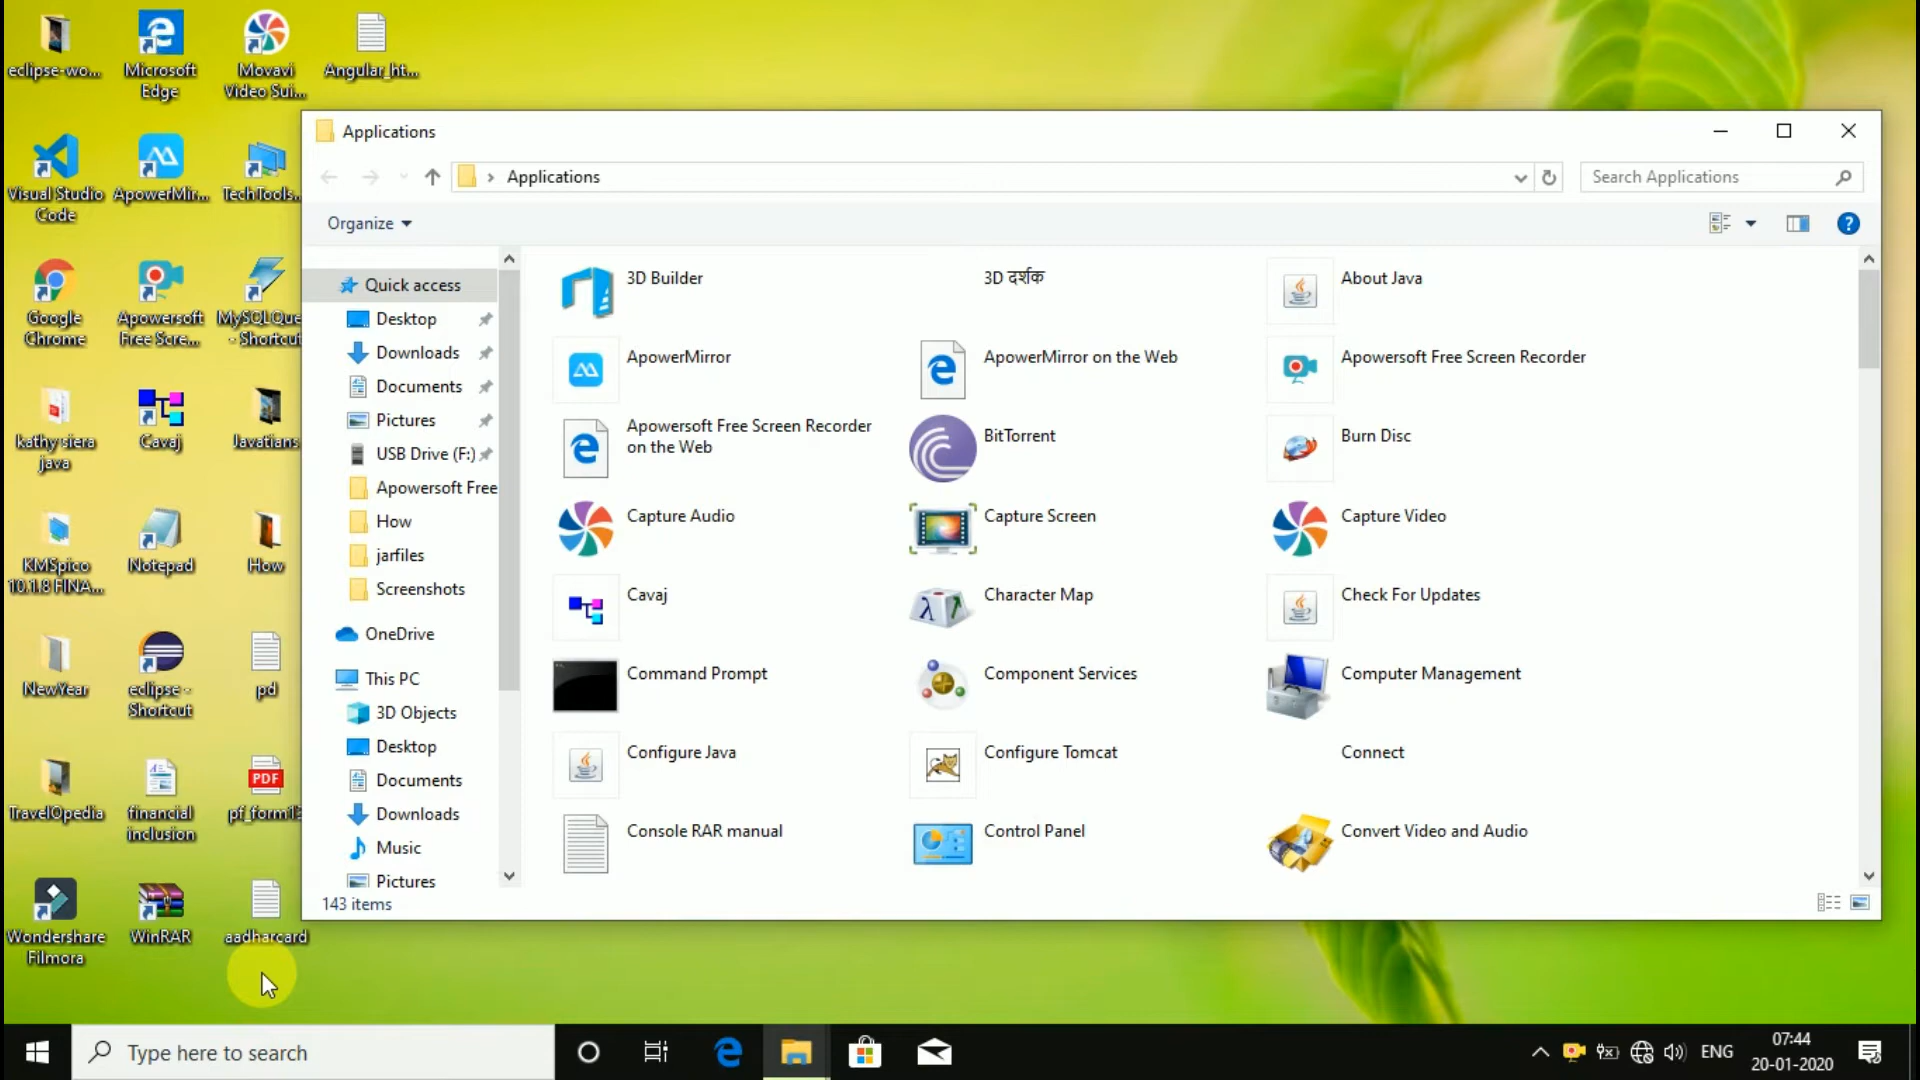 eclipse-wo...
Microsoft
Edge
Movavi
Video Sui...
Angular_ht...
Visual Studio
Code
ApowerMir...
TechTools...
Google
Chrome
Apowersoft
Free Scre...
MySQLQue
- Shortcut
kathy siera
java
Cavaj
Javatians
KMSpico
10.1.8 FINA...
Notepad
How
NewYear
eclipse -
Shortcut
pd
TravelOpedia
financial
inclusion
PDF
Wondershare
Filmora
WinRAR
aadharcard
Applications
Applications
Search Applications
Organize
?
Quick access
Desktop
Downloads
Documents
Pictures
USB Drive (F:)
Apowersoft Free
How
jarfiles
Screenshots
OneDrive
This PC
3D Objects
Desktop
Documents
Downloads
Music
Pictures
3D Builder
3D दर्शक
About Java
ApowerMirror
ApowerMirror on the Web
Apowersoft Free Screen Recorder
Apowersoft Free Screen Recorder
on the Web
BitTorrent
Burn Disc
Capture Audio
Capture Screen
Capture Video
Cavaj
Character Map
Check For Updates
Command Prompt
Component Services
Computer Management
Configure Java
Configure Tomcat
Connect
Console RAR manual
Control Panel
Convert Video and Audio
143 items
Type here to search
ENG
07:44
20-01-2020